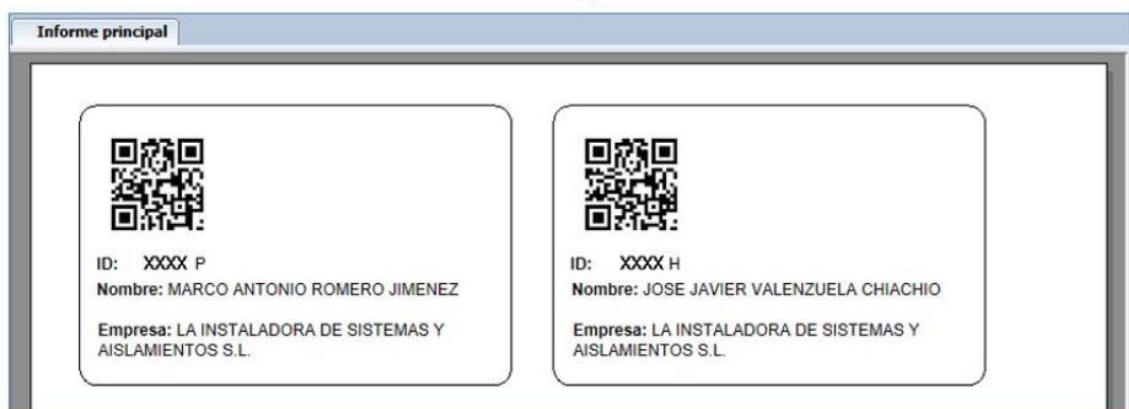 Informe principal
ID: XXXX P
Nombre: MARCO ANTONIO ROMERO JIMENEZ
Empresa: LA INSTALADORA DE SISTEMAS Y
AISLAMIENTOS S.L.
ID: XXXX H
Nombre: JOSE JAVIER VALENZUELA CHIACHIO
Empresa: LA INSTALADORA DE SISTEMAS Y
AISLAMIENTOS S.L.